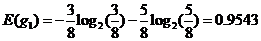 E(g₁) = −3/8 log₂(3/8) − 5/8 log₂(5/8) = 0.9543